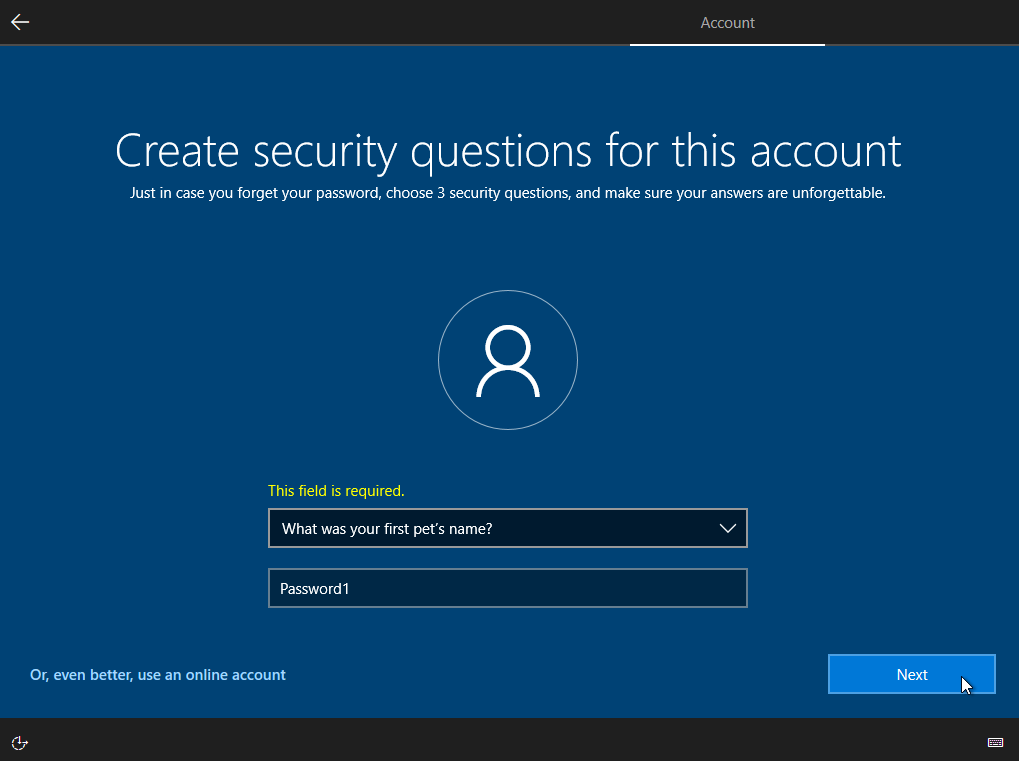 Account
Create security questions for this account
Just in case you forget your password, choose 3 security questions, and make sure your answers are unforgettable.
This field is required.
What was your first pet’s name?
Password1
Or, even better, use an online account
Next